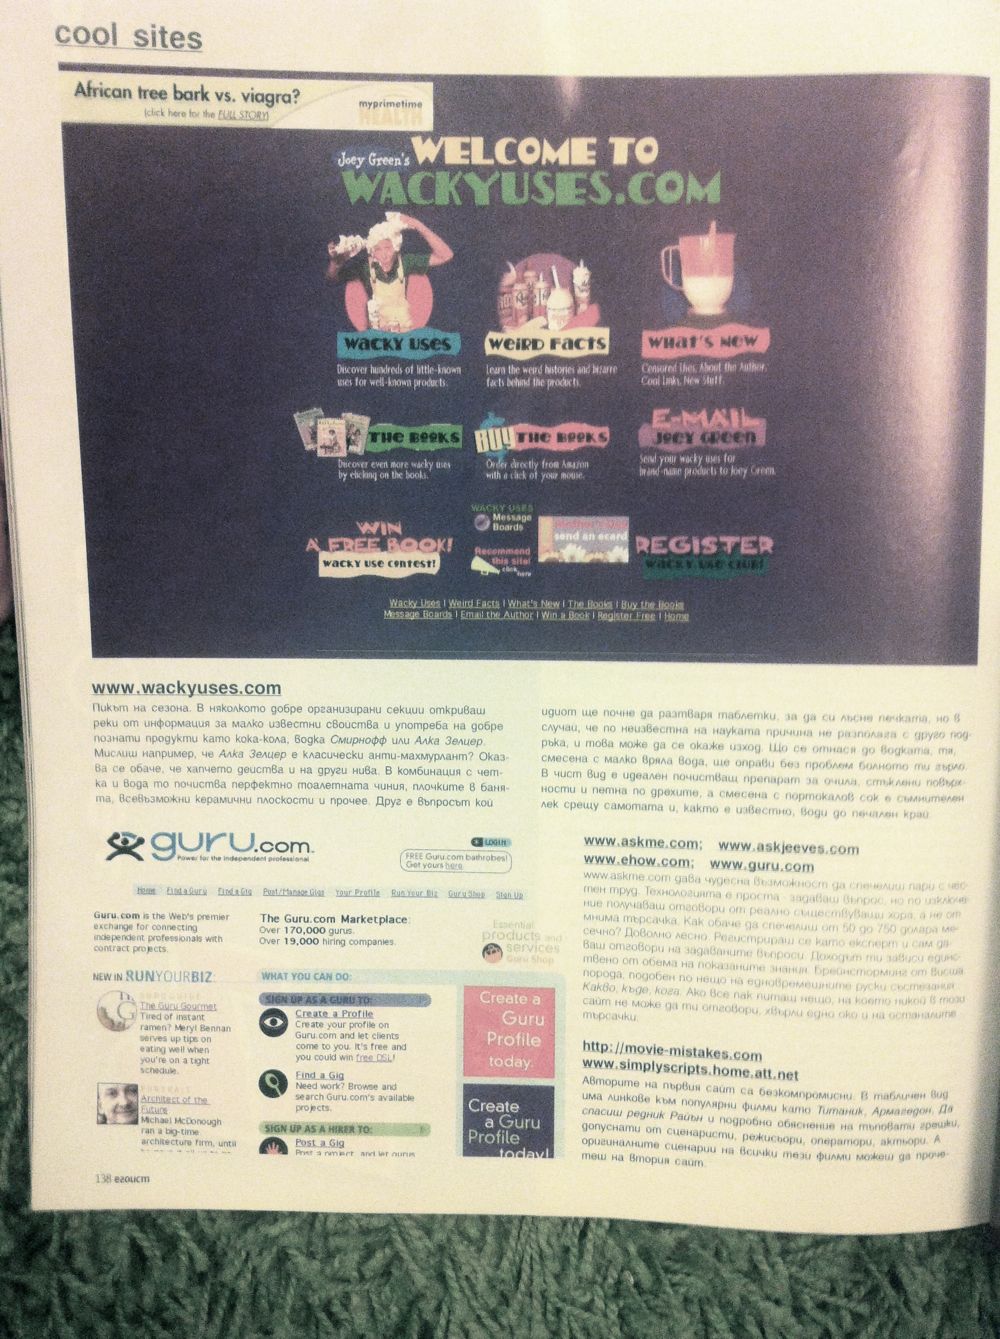 cool sites
African tree bark vs. viagra?
(click here for the FULL STORY)
myprimetime
HEALTH
Joey Green's WELCOME TO
WACKYUSES.COM
WACKY USES
Discover hundreds of little-known
uses for well-known products.
WEIRD FACTS
Learn the weird histories and bizarre
facts behind the products.
WHAT'S NEW
Censored Uses, About the Author,
Cool Links, New Stuff.
THE BOOKS
Discover even more wacky uses
by clicking on the books.
BUY THE BOOKS
Order directly from Amazon
with a click of your mouse.
E-MAIL
JOEY GREEN
Send your wacky uses for
brand-name products to Joey Green.
WIN
A FREE BOOK!
WACKY USE CONTEST!
WACKY USES
Message
Boards
Recommend
this site!
click
here
Mother's Day
send an ecard
REGISTER
WACKY USE CLUB!
Wacky Uses | Weird Facts | What's New | The Books | Buy the Books
Message Boards | Email the Author | Win a Book | Register Free | Home
www.wackyuses.com
Пикът на сезона. В няколкото добре организирани секции откриваш
реки от информация за малко известни свойства и употреба на добре
познати продукти като кока-кола, водка Смирнофф или Алка Зелцер.
Мислиш например, че Алка Зелцер е класически анти-махмурлант? Оказ-
ва се обаче, че хапчето действа и на други нива. В комбинация с чет-
ка и вода то почиства перфектно тоалетната чиния, плочките в баня-
та, всевъзможни керамични плоскости и прочее. Друг е въпросът кой
идиот ще почне да разтваря таблетки, за да си лъсне печката, но в
случай, че по неизвестна на науката причина не разполага с друго под
ръка, и това може да се окаже изход. Що се отнася до водката, тя,
смесена с малко вряла вода, ще оправи без проблем болното ти гърло.
В чист вид е идеален почистващ препарат за очила, стъклени повърх-
ности и петна по дрехите, а смесена с портокалов сок е съмнителен
лек срещу самотата и, както е известно, води до печален край.
guru.com
Power for the independent professional
LOGIN
FREE Guru.com bathrobes!
Get yours here
Home Find a Guru Find a Gig Post/Manage Gigs Your Profile Run Your Biz Guru Shop Sign Up
Guru.com is the Web's premier
exchange for connecting
independent professionals with
contract projects.
The Guru.com Marketplace:
Over 170,000 gurus.
Over 19,000 hiring companies.
Essential
products and
services
Guru Shop
NEW IN RUNYOURBIZ
The Guru Gourmet
Tired of instant
ramen? Meryl Bennan
serves up tips on
eating well when
you're on a tight
schedule.
PORTRAIT
Architect of the
Future
Michael McDonough
ran a big-time
architecture firm, until
WHAT YOU CAN DO:
SIGN UP AS A GURU TO:
Create a Profile
Create your profile on
Guru.com and let clients
come to you. It's free and
you could win free DSL!
Find a Gig
Need work? Browse and
search Guru.com's available
projects.
SIGN UP AS A HIRER TO:
Post a Gig
Post a project, and let gurus
Create a
Guru
Profile
today.
Create
a Guru
Profile
today!
www.askme.com; www.askjeeves.com
www.ehow.com; www.guru.com
www.askme.com дава чудесна възможност да спечелиш пари с чес-
тен труд. Технологията е проста - задаваш въпрос, но по изключе-
ние получаваш отговори от реално съществуващи хора, а не от
мнима търсачка. Как обаче да спечелиш от 50 до 750 долара ме-
сечно? Доволно лесно. Регистрираш се като експерт и сам да-
ваш отговори на задаваните въпроси. Доходът ти зависи един-
ствено от обема на показаните знания. Брейнсторминг от висша
порода, подобен по нещо на едновремешните руски състезания
Какво, къде, кога. Ако все пак питаш нещо, на което никой в този
сайт не може да ти отговори, хвърли едно око и на останалите
търсачки.
http://movie-mistakes.com
www.simplyscripts.home.att.net
Авторите на първия сайт са безкомпромисни. В табличен вид
има линкове към популярни филми като Титаник, Армагедон, Да
спасиш редник Райън и подробно обяснение на тъповати грешки,
допуснати от сценаристи, режисьори, оператори, актьори. А
оригиналните сценарии на всички тези филми можеш да проче-
теш на втория сайт.
138 егоист